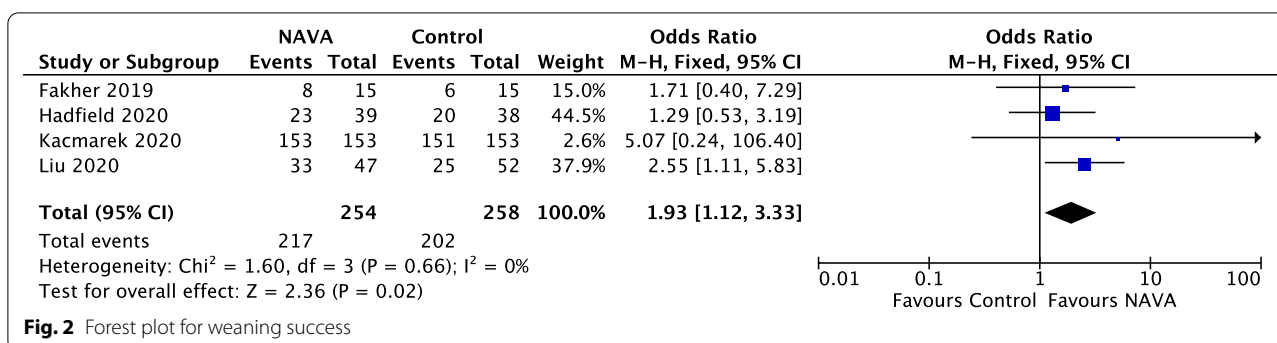 NAVA Control Odds Ratio Odds Ratio
Study or Subgroup Events Total Events Total Weight M-H, Fixed, 95% CI M-H, Fixed, 95% CI
Fakher 2019 8 15 6 15 15.0% 1.71 [0.40, 7.29]
Hadfield 2020 23 39 20 38 44.5% 1.29 [0.53, 3.19]
Kacmarek 2020 153 153 151 153 2.6% 5.07 [0.24, 106.40]
Liu 2020 33 47 25 52 37.9% 2.55 [1.11, 5.83]
Total (95% CI) 254 258 100.0% 1.93 [1.12, 3.33]
Total events 217 202
Heterogeneity: Chi² = 1.60, df = 3 (P = 0.66); I² = 0%
Test for overall effect: Z = 2.36 (P = 0.02)
0.01 0.1 1 10 100
Favours Control Favours NAVA
Fig. 2 Forest plot for weaning success